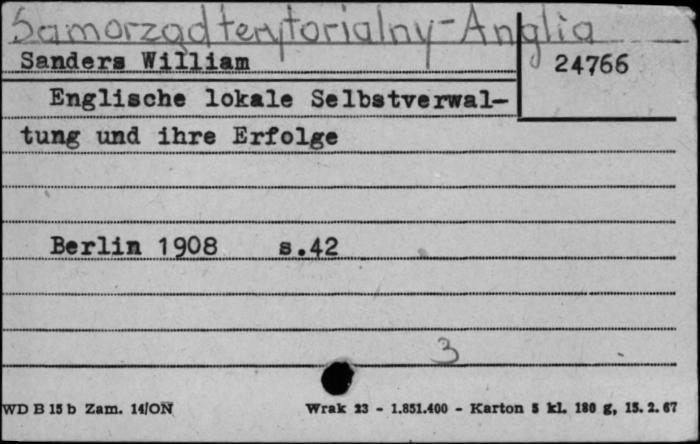 Samorząd terytorialny - Anglia
Sanders William
24766
Englische lokale Selbstverwal-
tung und ihre Erfolge
Berlin 1908 s.42
3
WD B 15 b Zam. 14/ON Wrak 23 - 1.851.400 - Karton 5 kl. 180 g, 15. 2. 67